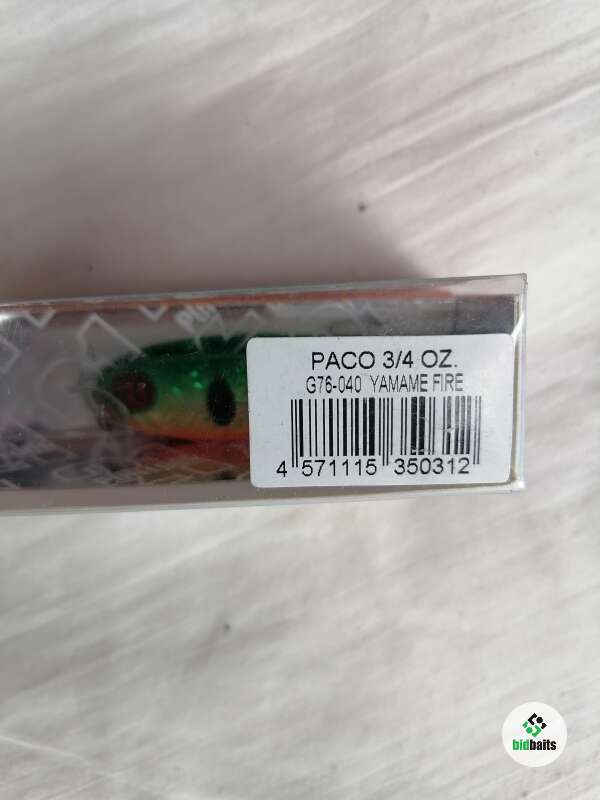 PACO 3/4 OZ.
G76-040 YAMAME FIRE
4 571115 350312
bidbaits